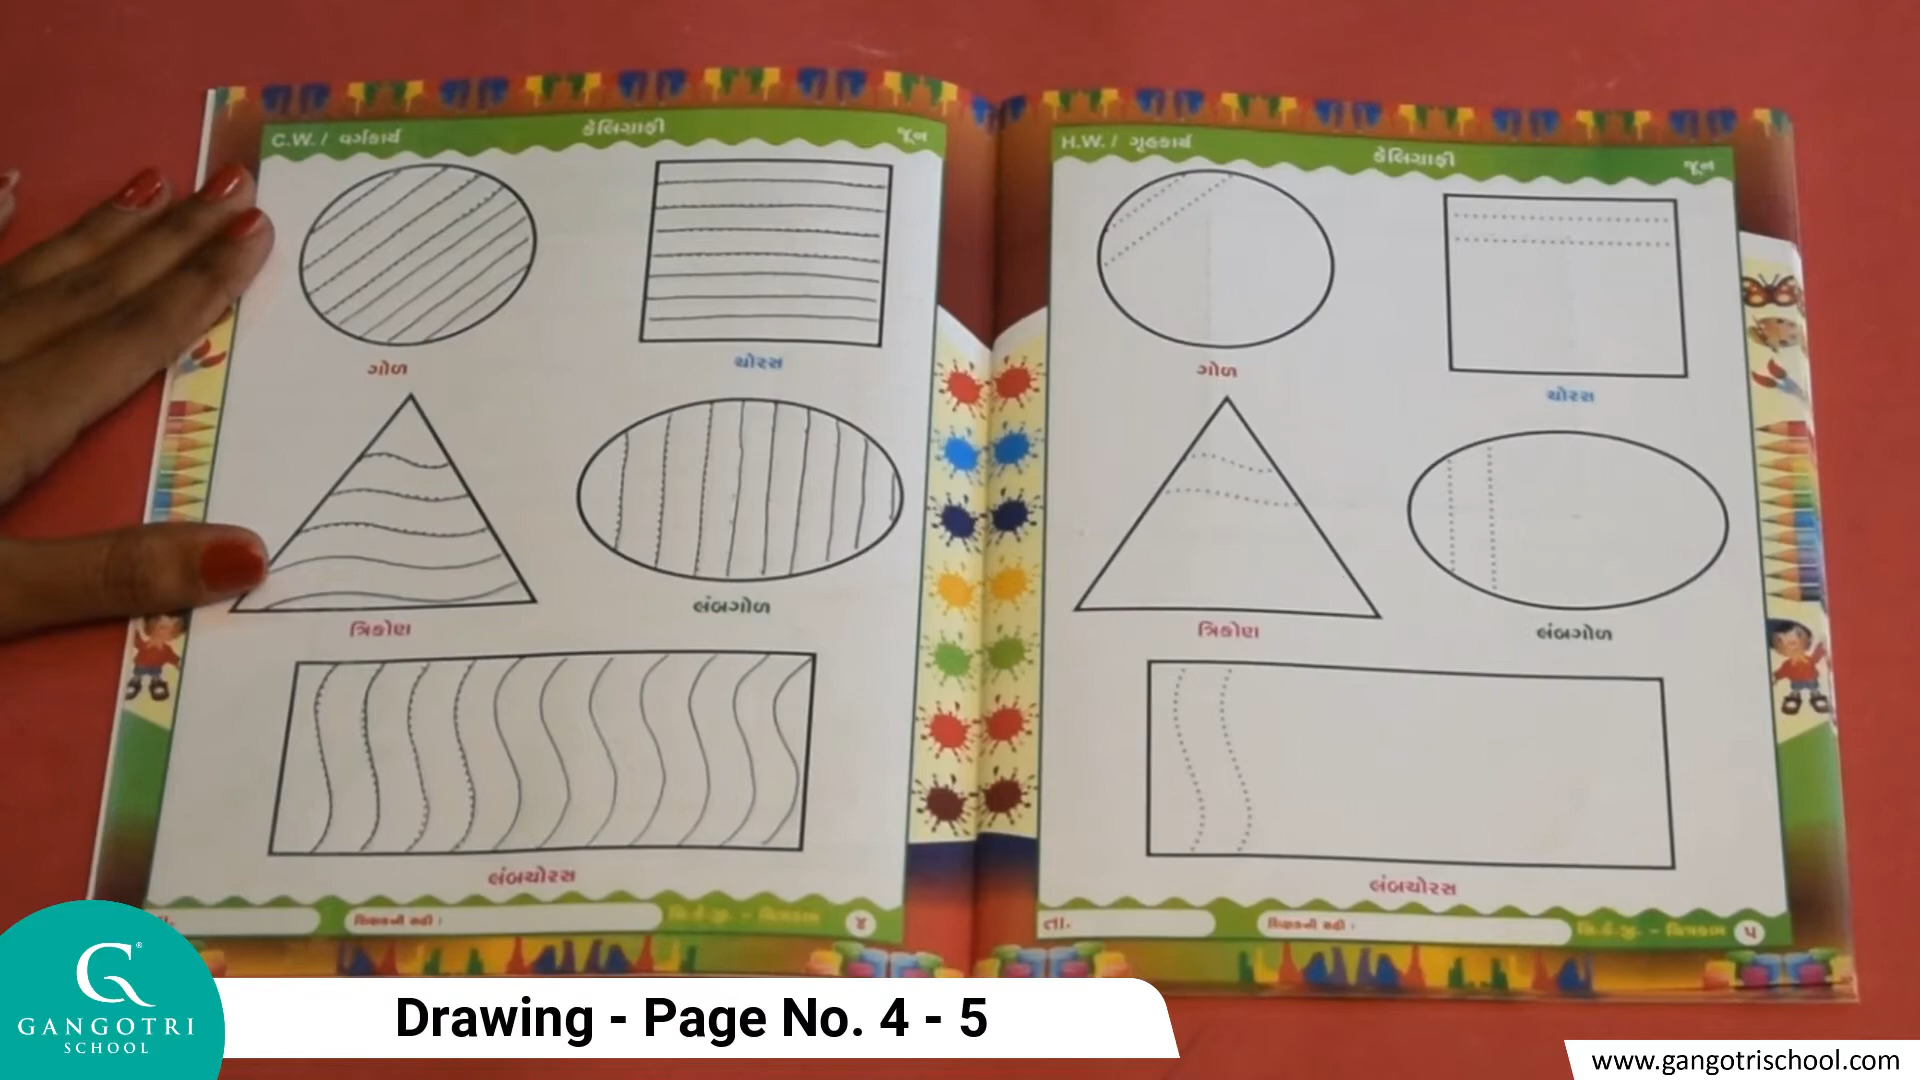 C.W. / વર્ગકાર્ય
કેલિગ્રાફી
જૂન
ગોળ
ચોરસ
ત્રિકોણ
લંબગોળ
લંબચોરસ
શિક્ષકની સહી :
૪
H.W. / ગૃહકાર્ય
કેલિગ્રાફી
જૂન
ગોળ
ચોરસ
ત્રિકોણ
લંબગોળ
લંબચોરસ
તા.
શિક્ષકની સહી :
સિ.કે.જી. - ચિત્રકામ
૫
G®
GANGOTRI
SCHOOL
Drawing - Page No. 4 - 5
www.gangotrischool.com